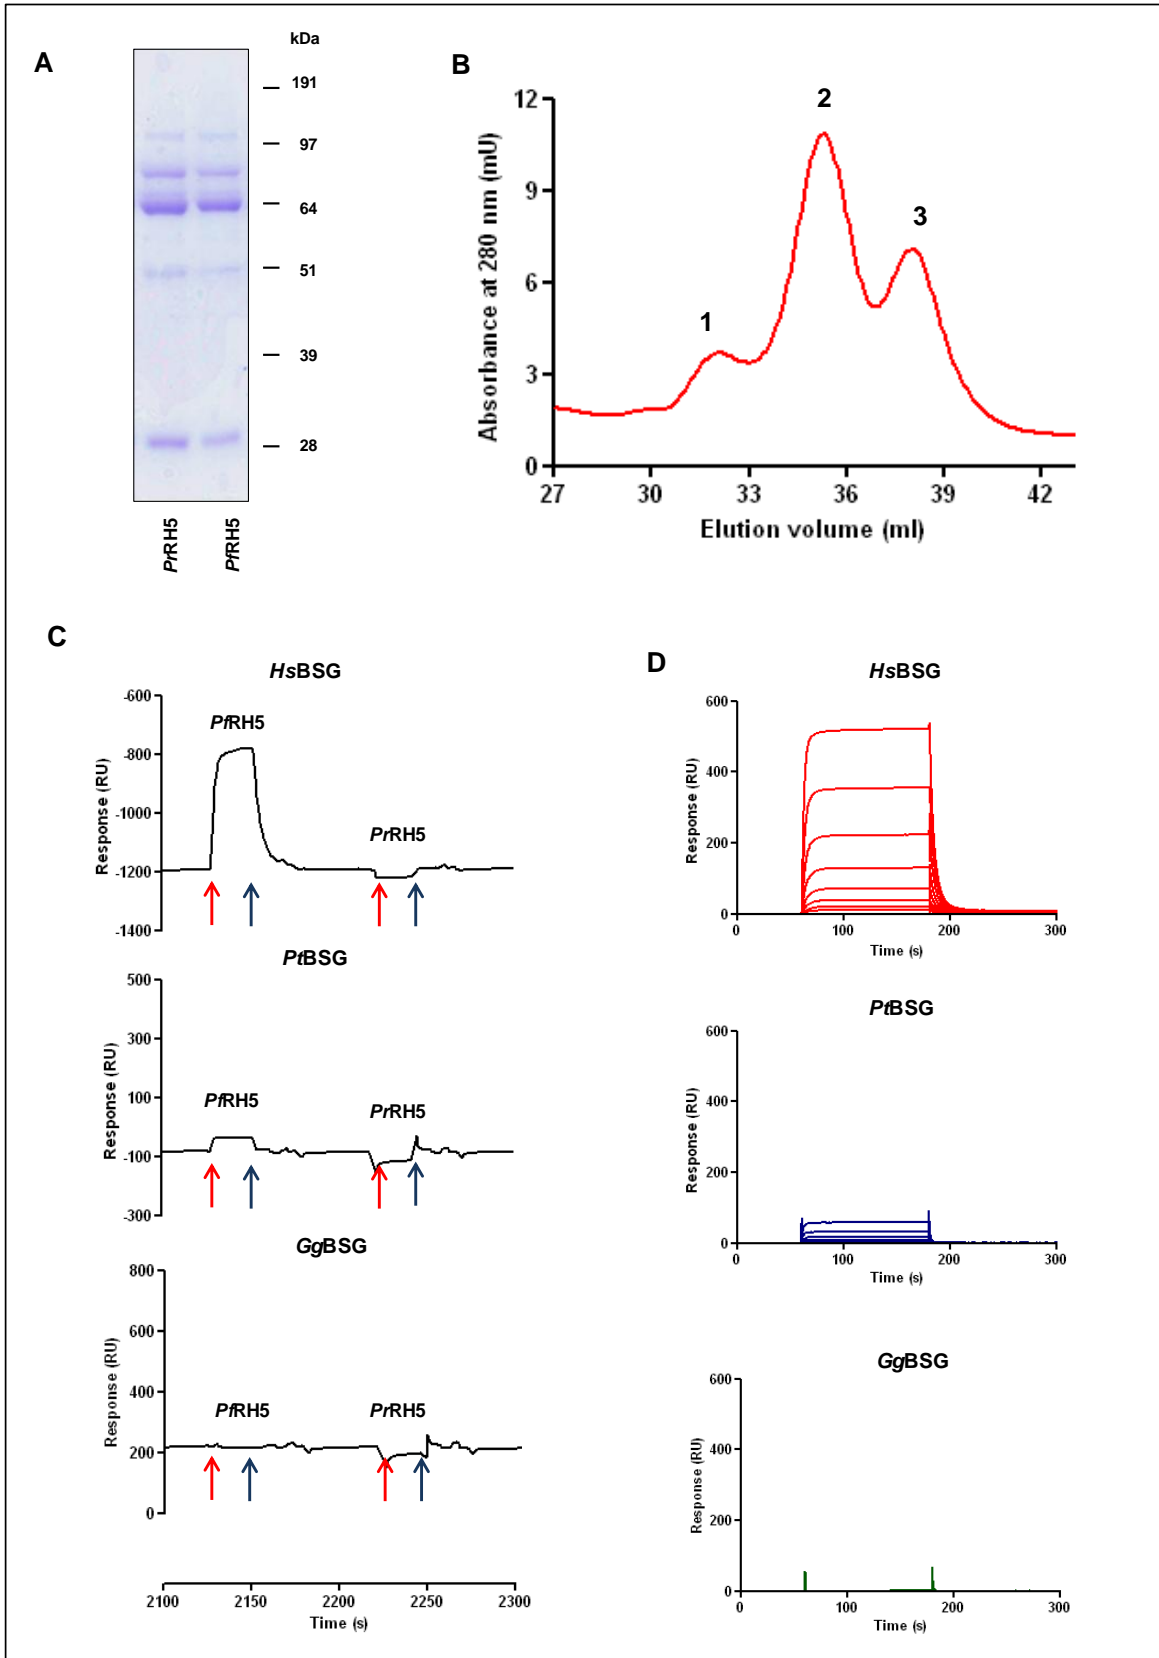 A
kDa
191
97
64
51
39
28
PrRH5
PfRH5
B
12
9
6
3
0
Absorbance at 280 nm (mU)
1
2
3
27 30 33 36 39 42
Elution volume (ml)
C
HsBSG
-600
-800
-1000
-1200
-1400
Response (RU)
PfRH5
PrRH5
PtBSG
500
300
100
-100
-300
Response (RU)
PfRH5
PrRH5
GgBSG
800
600
400
200
0
Response (RU)
PfRH5
PrRH5
2100 2150 2200 2250 2300
Time (s)
D
HsBSG
600
400
200
0
Response (RU)
0 100 200 300
Time (s)
PtBSG
600
400
200
0
Response (RU)
0 100 200 300
Time (s)
GgBSG
600
400
200
0
Response (RU)
0 100 200 300
Time (s)